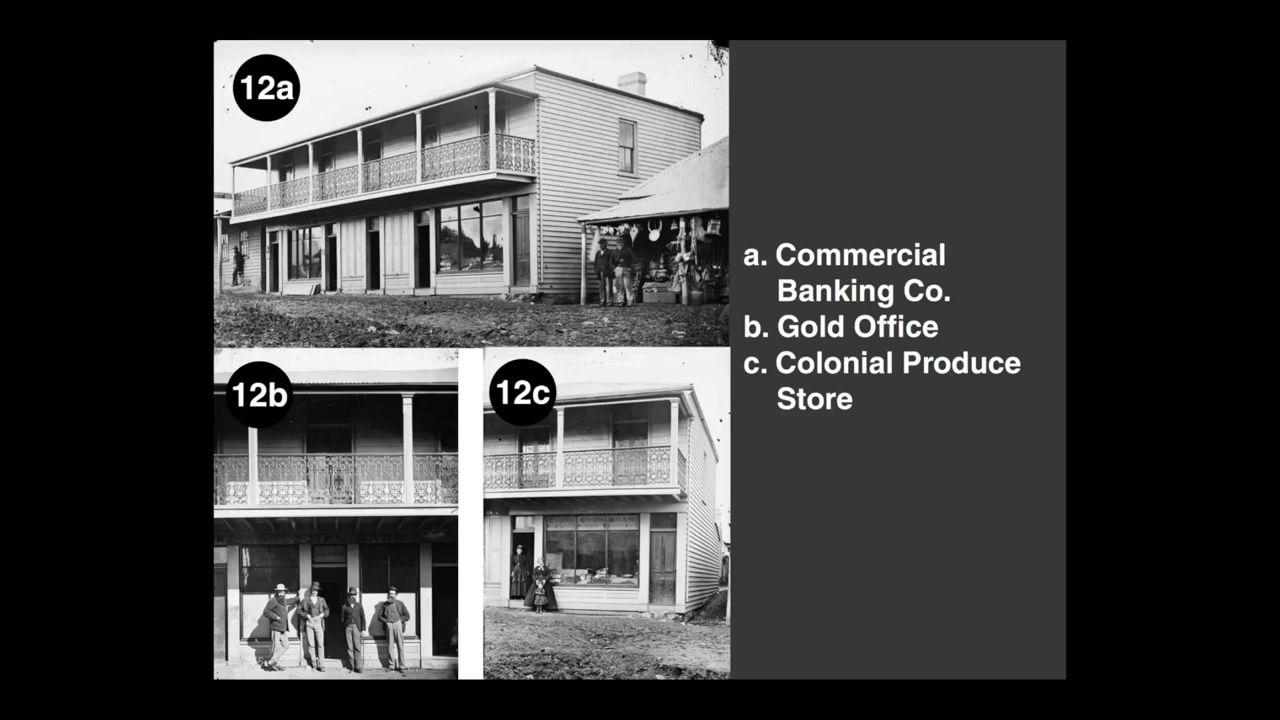 12a
12b
12c
a. Commercial
Banking Co.
b. Gold Office
c. Colonial Produce
Store